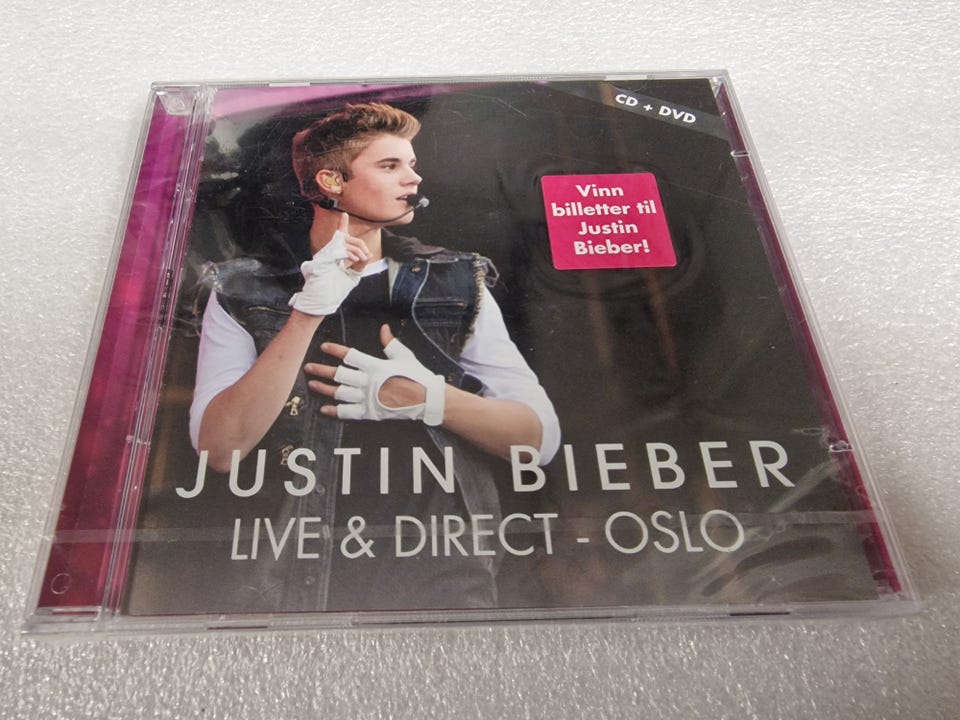 CD + DVD
Vinn
billetter til
Justin
Bieber!
JUSTIN BIEBER
LIVE & DIRECT - OSLO